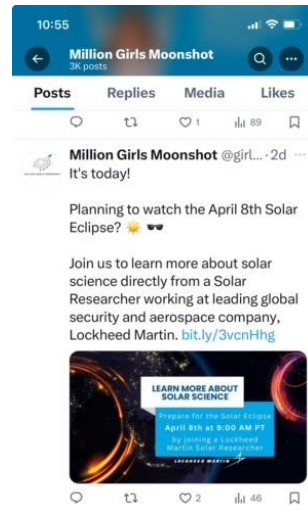 10:55
Million Girls Moonshot
3K posts
Posts Replies Media Likes
1 89
Million Girls Moonshot @girl... · 2d
It's today!
Planning to watch the April 8th Solar
Eclipse? ☀️ 🕶️
Join us to learn more about solar
science directly from a Solar
Researcher working at leading global
security and aerospace company,
Lockheed Martin. bit.ly/3vcnHhg
LEARN MORE ABOUT
SOLAR SCIENCE
Prepare for the Solar Eclipse
April 8th at 9:00 AM PT
by joining a Lockheed
Martin Solar Researcher
LOCKHEED MARTIN
2 46